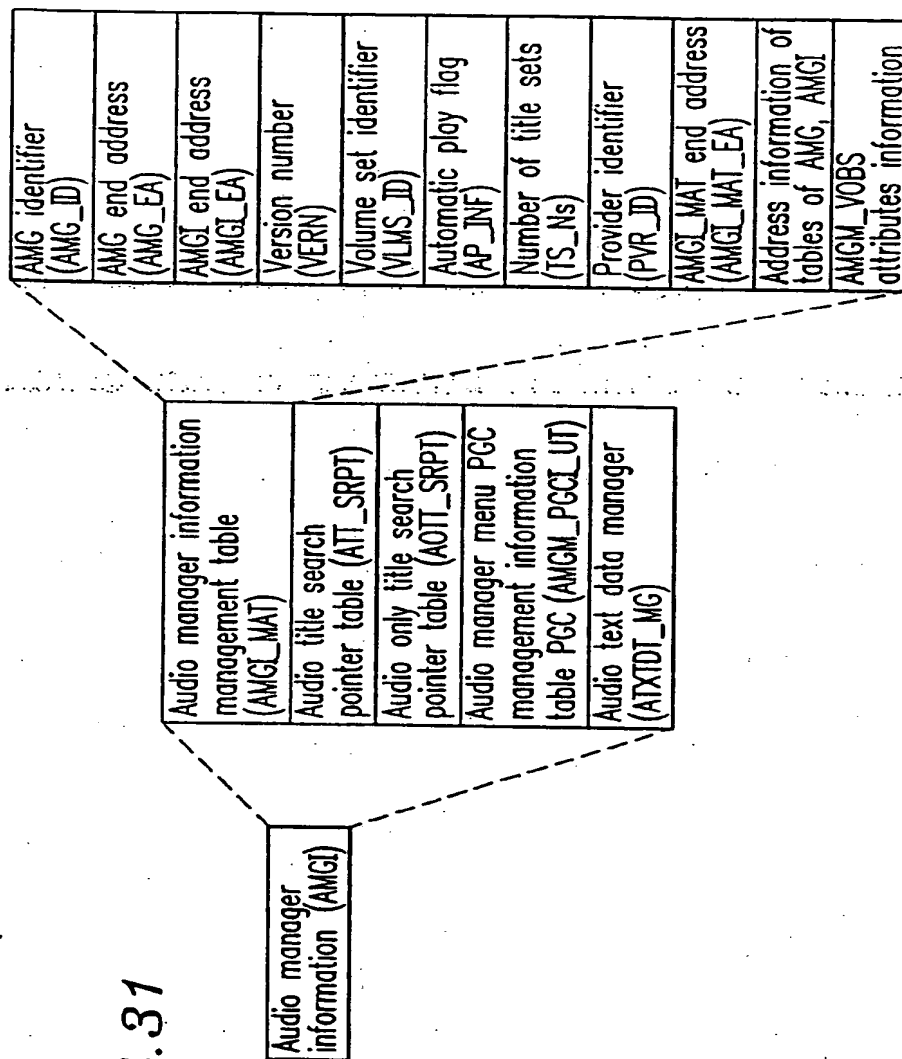 .31
Audio manager
information (AMGI)
Audio manager information
management table
(AMGI_MAT)
Audio title search
pointer table (ATT_SRPT)
Audio only title search
pointer table (AOTT_SRPT)
Audio manager menu PGC
management information
table PGC (AMGM_PGCI_UT)
Audio text data manager
(ATXTDT_MG)
AMG identifier
(AMG_ID)
AMG end address
(AMG_EA)
AMGI end address
(AMGI_EA)
Version number
(VERN)
Volume set identifier
(VLMS_ID)
Automatic play flag
(AP_INF)
Number of title sets
(TS_Ns)
Provider identifier
(PVR_ID)
AMGI_MAT end address
(AMGI_MAT_EA)
Address information of
tables of AMG, AMGI
AMGM_VOBS
attributes information